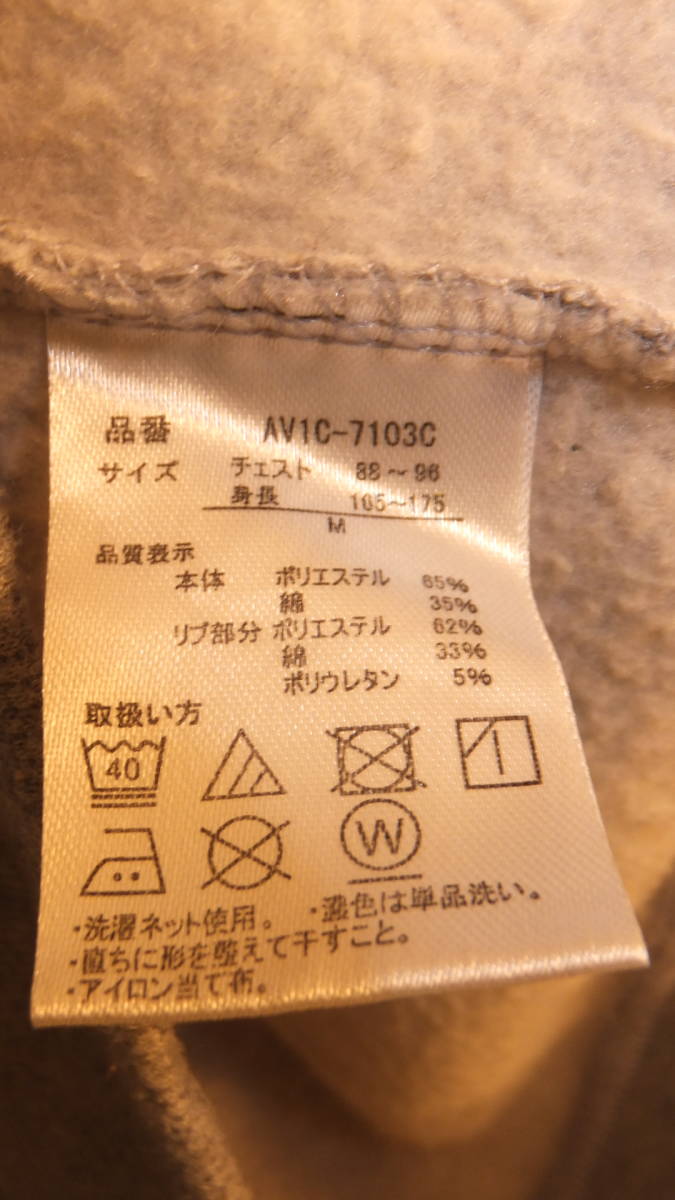 品番 AV1C-7103C
サイズ チェスト 88～96
身長 165～175
M
品質表示
本体 ポリエステル 65%
綿 35%
リブ部分 ポリエステル 62%
綿 33%
ポリウレタン 5%
取扱い方
40
W
・洗濯ネット使用。 ・濃色は単品洗い。
・直ちに形を整えて干すこと。
・アイロン当て布。